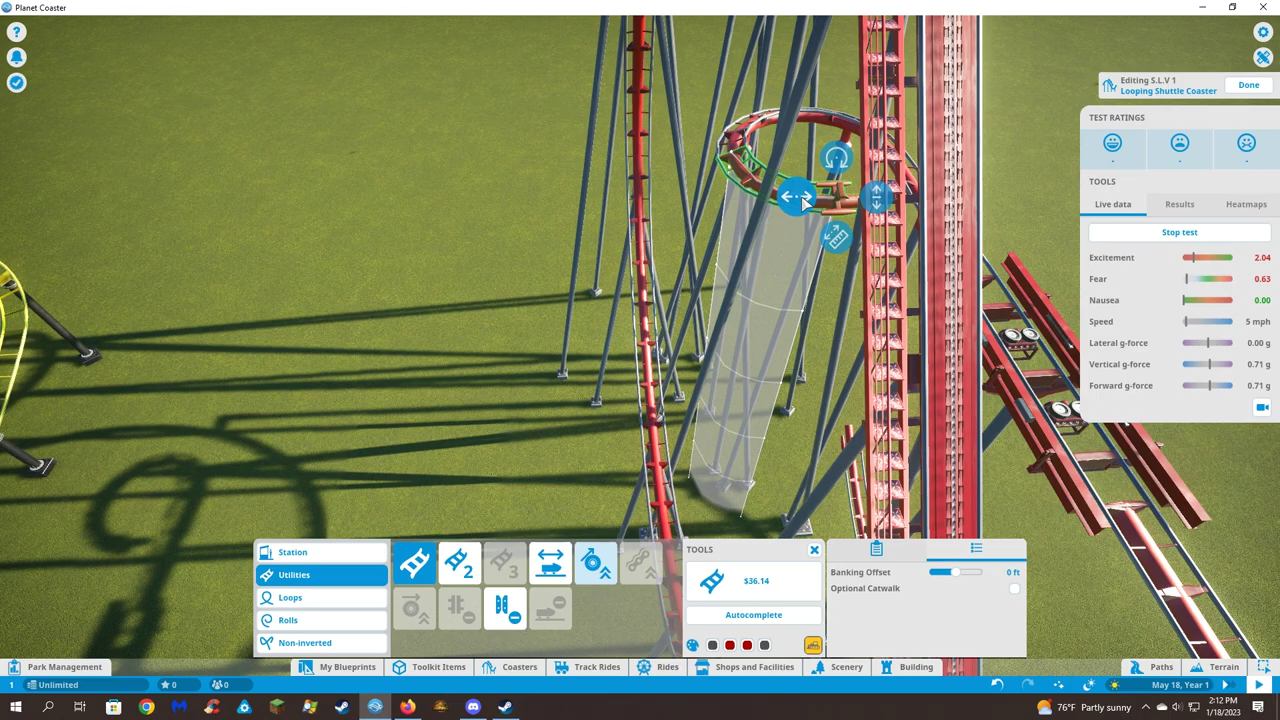 Planet Coaster
?
Editing S.L.V 1
Looping Shuttle Coaster
Done
TEST RATINGS
- - -
TOOLS
Live data Results Heatmaps
Stop test
Excitement 2.04
Fear 0.63
Nausea 0.00
Speed 5 mph
Lateral g-force 0.00 g
Vertical g-force 0.71 g
Forward g-force 0.71 g
Station
Utilities
Loops
Rolls
Non-inverted
2
3
TOOLS
$36.14
Autocomplete
Banking Offset 0 ft
Optional Catwalk
Park Management My Blueprints Toolkit Items Coasters Track Rides Rides Shops and Facilities Scenery Building Paths Terrain
1 Unlimited 0 0 May 18, Year 1
76°F Partly sunny
2:12 PM
1/18/2023